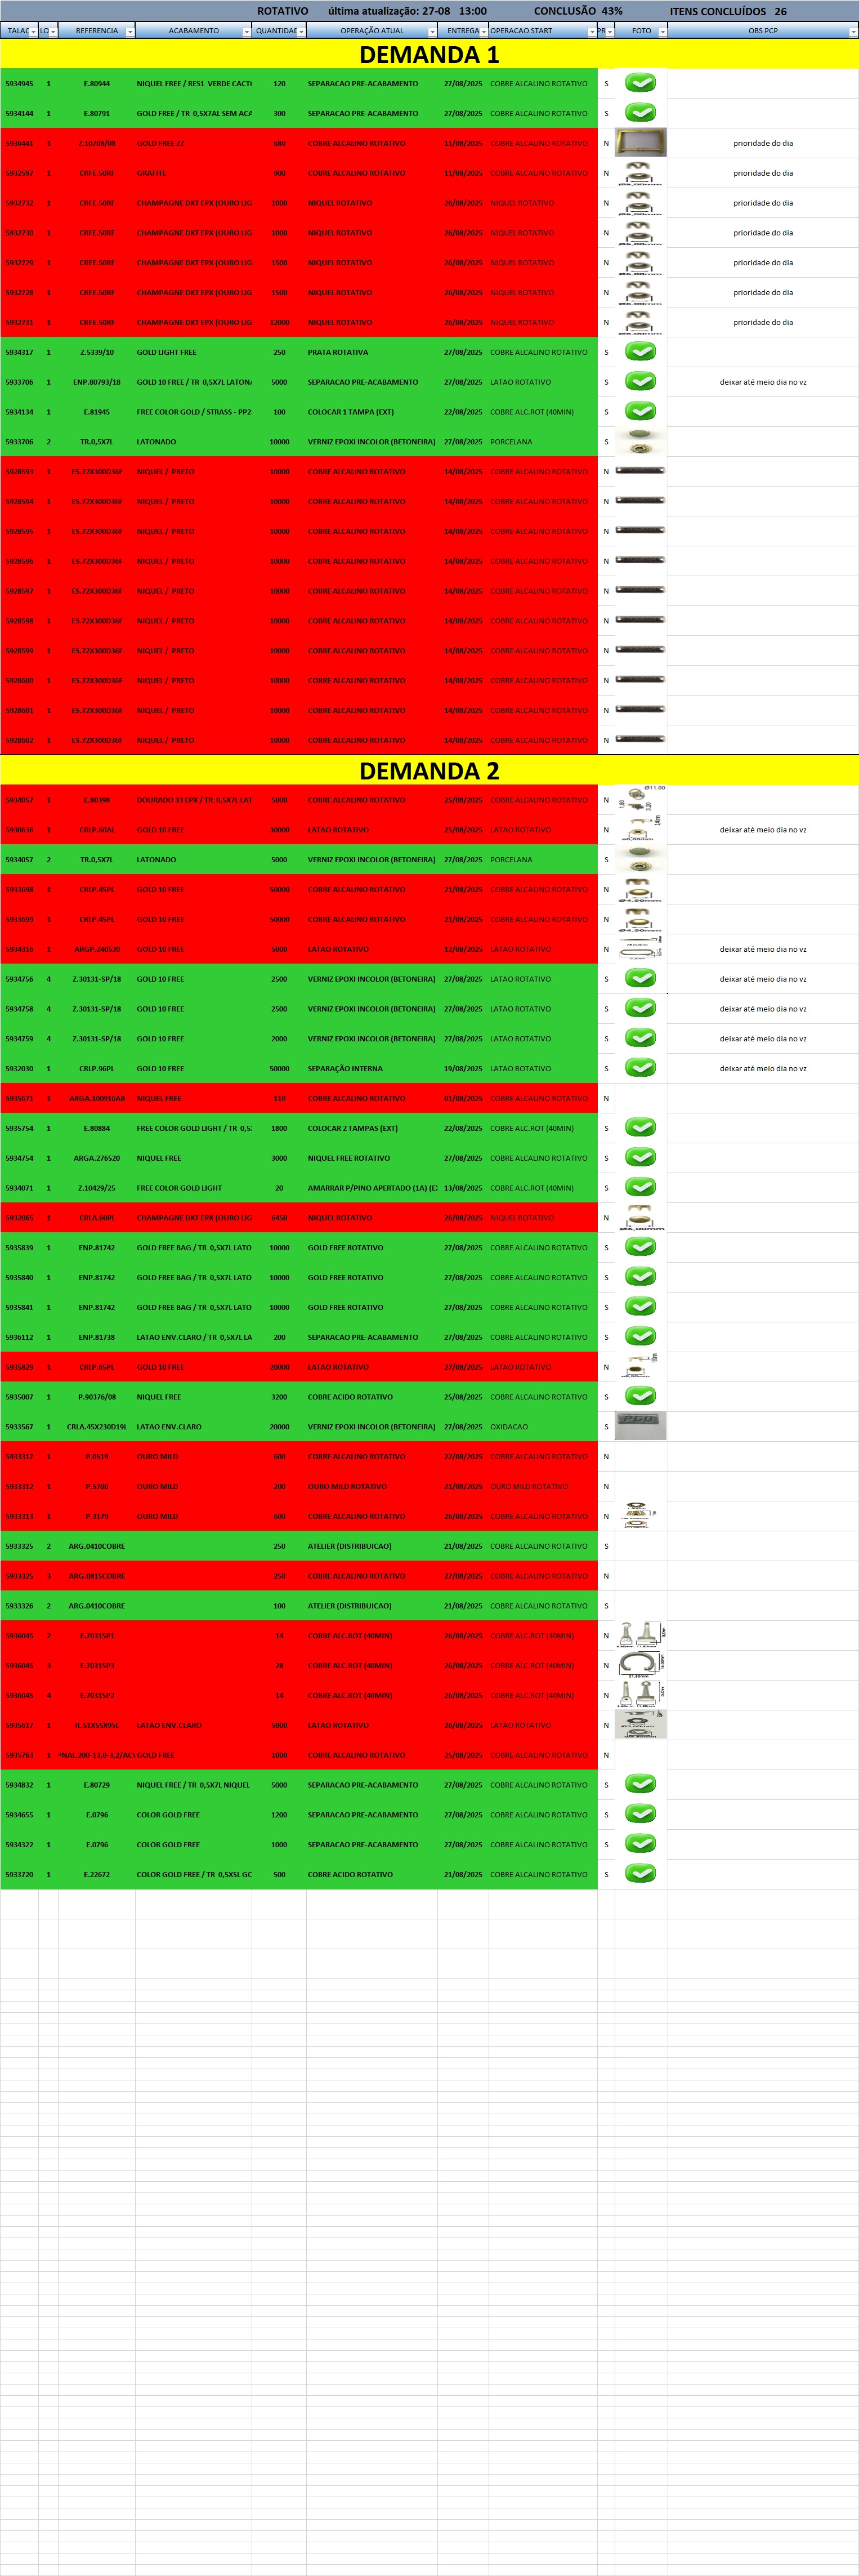 ROTATIVO última atualização: 27-08 13:00 CONCLUSÃO 43% ITENS CONCLUÍDOS 26
TALAO LO REFERENCIA ACABAMENTO QUANTIDAD OPERAÇÃO ATUAL ENTREGA OPERACAO START PR FOTO OBS PCP
DEMANDA 1
5934945 1 E.80944 NIQUEL FREE / RES1 VERDE CACT 120 SEPARACAO PRE-ACABAMENTO 27/08/2025 COBRE ALCALINO ROTATIVO S
5934144 1 E.80791 GOLD FREE / TR 0,5X7AL SEM ACA 300 SEPARACAO PRE-ACABAMENTO 27/08/2025 COBRE ALCALINO ROTATIVO S
5936441 1 Z.10708/08 GOLD FREE ZZ 680 COBRE ALCALINO ROTATIVO 11/08/2025 COBRE ALCALINO ROTATIVO N prioridade do dia
5932597 1 CRFE.50RF GRAFITE 900 COBRE ALCALINO ROTATIVO 11/08/2025 COBRE ALCALINO ROTATIVO N prioridade do dia
5932732 1 CRFE.50RF CHAMPAGNE DKT EPX (OURO LIG 1000 NIQUEL ROTATIVO 26/08/2025 NIQUEL ROTATIVO N prioridade do dia
5932730 1 CRFE.50RF CHAMPAGNE DKT EPX (OURO LIG 1000 NIQUEL ROTATIVO 26/08/2025 NIQUEL ROTATIVO N prioridade do dia
5932729 1 CRFE.50RF CHAMPAGNE DKT EPX (OURO LIG 1500 NIQUEL ROTATIVO 26/08/2025 NIQUEL ROTATIVO N prioridade do dia
5932728 1 CRFE.50RF CHAMPAGNE DKT EPX (OURO LIG 1500 NIQUEL ROTATIVO 26/08/2025 NIQUEL ROTATIVO N prioridade do dia
5932731 1 CRFE.50RF CHAMPAGNE DKT EPX (OURO LIG 12000 NIQUEL ROTATIVO 26/08/2025 NIQUEL ROTATIVO N prioridade do dia
5934317 1 Z.5339/10 GOLD LIGHT FREE 250 PRATA ROTATIVA 27/08/2025 COBRE ALCALINO ROTATIVO S
5933706 1 ENP.80793/18 GOLD 10 FREE / TR 0,5X7L LATON 5000 SEPARACAO PRE-ACABAMENTO 27/08/2025 LATAO ROTATIVO S deixar até meio dia no vz
5934134 1 E.81945 FREE COLOR GOLD / STRASS - PP2 100 COLOCAR 1 TAMPA (EXT) 22/08/2025 COBRE ALC.ROT (40MIN) S
5933706 2 TR.0,5X7L LATONADO 10000 VERNIZ EPOXI INCOLOR (BETONEIRA) 27/08/2025 PORCELANA S
5928593 1 ES.72X300D36F NIQUEL / PRETO 10000 COBRE ALCALINO ROTATIVO 14/08/2025 COBRE ALCALINO ROTATIVO N
5928594 1 ES.72X300D36F NIQUEL / PRETO 10000 COBRE ALCALINO ROTATIVO 14/08/2025 COBRE ALCALINO ROTATIVO N
5928595 1 ES.72X300D36F NIQUEL / PRETO 10000 COBRE ALCALINO ROTATIVO 14/08/2025 COBRE ALCALINO ROTATIVO N
5928596 1 ES.72X300D36F NIQUEL / PRETO 10000 COBRE ALCALINO ROTATIVO 14/08/2025 COBRE ALCALINO ROTATIVO N
5928597 1 ES.72X300D36F NIQUEL / PRETO 10000 COBRE ALCALINO ROTATIVO 14/08/2025 COBRE ALCALINO ROTATIVO N
5928598 1 ES.72X300D36F NIQUEL / PRETO 10000 COBRE ALCALINO ROTATIVO 14/08/2025 COBRE ALCALINO ROTATIVO N
5928599 1 ES.72X300D36F NIQUEL / PRETO 10000 COBRE ALCALINO ROTATIVO 14/08/2025 COBRE ALCALINO ROTATIVO N
5928600 1 ES.72X300D36F NIQUEL / PRETO 10000 COBRE ALCALINO ROTATIVO 14/08/2025 COBRE ALCALINO ROTATIVO N
5928601 1 ES.72X300D36F NIQUEL / PRETO 10000 COBRE ALCALINO ROTATIVO 14/08/2025 COBRE ALCALINO ROTATIVO N
5928602 1 ES.72X300D36F NIQUEL / PRETO 10000 COBRE ALCALINO ROTATIVO 14/08/2025 COBRE ALCALINO ROTATIVO N
DEMANDA 2
5934057 1 E.80398 DOURADO 33 EPX / TR 0,5X7L LAT 5000 COBRE ALCALINO ROTATIVO 25/08/2025 COBRE ALCALINO ROTATIVO N Ø11.00
5930636 1 CRLP.60AL GOLD 10 FREE 30000 LATAO ROTATIVO 25/08/2025 LATAO ROTATIVO N deixar até meio dia no vz
5934057 2 TR.0,5X7L LATONADO 5000 VERNIZ EPOXI INCOLOR (BETONEIRA) 27/08/2025 PORCELANA S
5933698 1 CRLP.45PL GOLD 10 FREE 50000 COBRE ALCALINO ROTATIVO 21/08/2025 COBRE ALCALINO ROTATIVO N
5933699 1 CRLP.45PL GOLD 10 FREE 50000 COBRE ALCALINO ROTATIVO 21/08/2025 COBRE ALCALINO ROTATIVO N
5934316 1 ARGP.240520 GOLD 10 FREE 5000 LATAO ROTATIVO 12/08/2025 LATAO ROTATIVO N deixar até meio dia no vz
5934756 4 Z.30131-SP/18 GOLD 10 FREE 2500 VERNIZ EPOXI INCOLOR (BETONEIRA) 27/08/2025 LATAO ROTATIVO S deixar até meio dia no vz
5934758 4 Z.30131-SP/18 GOLD 10 FREE 2500 VERNIZ EPOXI INCOLOR (BETONEIRA) 27/08/2025 LATAO ROTATIVO S deixar até meio dia no vz
5934759 4 Z.30131-SP/18 GOLD 10 FREE 2000 VERNIZ EPOXI INCOLOR (BETONEIRA) 27/08/2025 LATAO ROTATIVO S deixar até meio dia no vz
5932030 1 CRLP.96PL GOLD 10 FREE 50000 SEPARAÇÃO INTERNA 19/08/2025 LATAO ROTATIVO S deixar até meio dia no vz
5935671 1 ARGA.100916AB NIQUEL FREE 110 COBRE ALCALINO ROTATIVO 01/08/2025 COBRE ALCALINO ROTATIVO N
5935754 1 E.80884 FREE COLOR GOLD LIGHT / TR 0,5 1800 COLOCAR 2 TAMPAS (EXT) 22/08/2025 COBRE ALC.ROT (40MIN) S
5934754 1 ARGA.276520 NIQUEL FREE 3000 NIQUEL FREE ROTATIVO 27/08/2025 COBRE ALCALINO ROTATIVO S
5934071 1 Z.10429/25 FREE COLOR GOLD LIGHT 20 AMARRAR P/PINO APERTADO (1A) (E 13/08/2025 COBRE ALC.ROT (40MIN) S
5932065 1 CRLA.60PL CHAMPAGNE DKT EPX (OURO LIG 6450 NIQUEL ROTATIVO 26/08/2025 NIQUEL ROTATIVO N
5935839 1 ENP.81742 GOLD FREE BAG / TR 0,5X7L LATO 10000 GOLD FREE ROTATIVO 27/08/2025 COBRE ALCALINO ROTATIVO S
5935840 1 ENP.81742 GOLD FREE BAG / TR 0,5X7L LATO 10000 GOLD FREE ROTATIVO 27/08/2025 COBRE ALCALINO ROTATIVO S
5935841 1 ENP.81742 GOLD FREE BAG / TR 0,5X7L LATO 10000 GOLD FREE ROTATIVO 27/08/2025 COBRE ALCALINO ROTATIVO S
5936112 1 ENP.81738 LATAO ENV.CLARO / TR 0,5X7L LA 200 SEPARACAO PRE-ACABAMENTO 27/08/2025 COBRE ALCALINO ROTATIVO S
5935829 1 CRLP.65PL GOLD 10 FREE 20000 LATAO ROTATIVO 27/08/2025 LATAO ROTATIVO N
5935007 1 P.90376/08 NIQUEL FREE 3200 COBRE ACIDO ROTATIVO 25/08/2025 COBRE ALCALINO ROTATIVO S
5933567 1 CRLA.45X230D19L LATAO ENV.CLARO 20000 VERNIZ EPOXI INCOLOR (BETONEIRA) 27/08/2025 OXIDACAO S
5933317 1 P.0519 OURO MILD 600 COBRE ALCALINO ROTATIVO 22/08/2025 COBRE ALCALINO ROTATIVO N
5933312 1 P.5706 OURO MILD 200 OURO MILD ROTATIVO 21/08/2025 OURO MILD ROTATIVO N
5933313 1 P.3179 OURO MILD 600 COBRE ALCALINO ROTATIVO 26/08/2025 COBRE ALCALINO ROTATIVO N
5933325 2 ARG.0410COBRE 250 ATELIER (DISTRIBUICAO) 21/08/2025 COBRE ALCALINO ROTATIVO S
5933325 3 ARG.0815COBRE 250 COBRE ALCALINO ROTATIVO 27/08/2025 COBRE ALCALINO ROTATIVO N
5933326 2 ARG.0410COBRE 100 ATELIER (DISTRIBUICAO) 21/08/2025 COBRE ALCALINO ROTATIVO S
5936045 2 E.70315P1 14 COBRE ALC.ROT (40MIN) 26/08/2025 COBRE ALC.ROT (40MIN) N
5936045 3 E.70315P3 28 COBRE ALC.ROT (40MIN) 26/08/2025 COBRE ALC.ROT (40MIN) N
5936045 4 E.70315P2 14 COBRE ALC.ROT (40MIN) 26/08/2025 COBRE ALC.ROT (40MIN) N
5935617 1 IL.51X55X95L LATAO ENV.CLARO 5000 LATAO ROTATIVO 26/08/2025 LATAO ROTATIVO N
5935763 1 GOLD FREE 1000 COBRE ALCALINO ROTATIVO 25/08/2025 COBRE ALCALINO ROTATIVO N
5934832 1 E.80729 NIQUEL FREE / TR 0,5X7L NIQUEL 5000 SEPARACAO PRE-ACABAMENTO 27/08/2025 COBRE ALCALINO ROTATIVO S
5934655 1 E.0796 COLOR GOLD FREE 1200 SEPARACAO PRE-ACABAMENTO 27/08/2025 COBRE ALCALINO ROTATIVO S
5934322 1 E.0796 COLOR GOLD FREE 1000 SEPARACAO PRE-ACABAMENTO 27/08/2025 COBRE ALCALINO ROTATIVO S
5933720 1 E.22672 COLOR GOLD FREE / TR 0,5X5L GC 500 COBRE ACIDO ROTATIVO 21/08/2025 COBRE ALCALINO ROTATIVO S